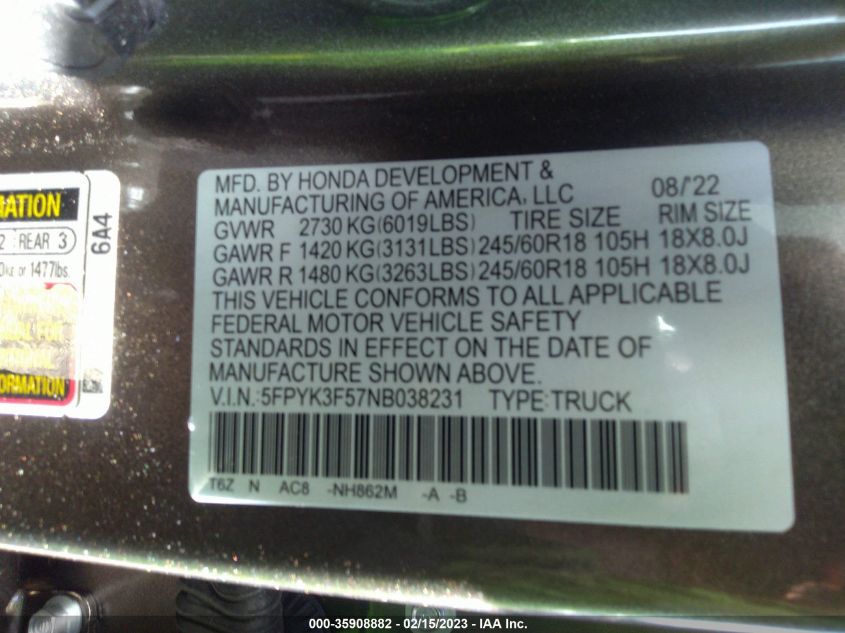 MATION
2 REAR 3
or 1477lbs.
ORMATION
6A4
MFD. BY HONDA DEVELOPMENT &
MANUFACTURING OF AMERICA, LLC 08/'22
GVWR 2730 KG(6019LBS) TIRE SIZE RIM SIZE
GAWR F 1420 KG(3131LBS) 245/60R18 105H 18X8.0J
GAWR R 1480 KG(3263LBS) 245/60R18 105H 18X8.0J
THIS VEHICLE CONFORMS TO ALL APPLICABLE
FEDERAL MOTOR VEHICLE SAFETY
STANDARDS IN EFFECT ON THE DATE OF
MANUFACTURE SHOWN ABOVE.
V.I.N.:5FPYK3F57NB038231 TYPE:TRUCK
T6Z N AC8 -NH862M -A -B
000-35908882 - 02/15/2023 - IAA Inc.